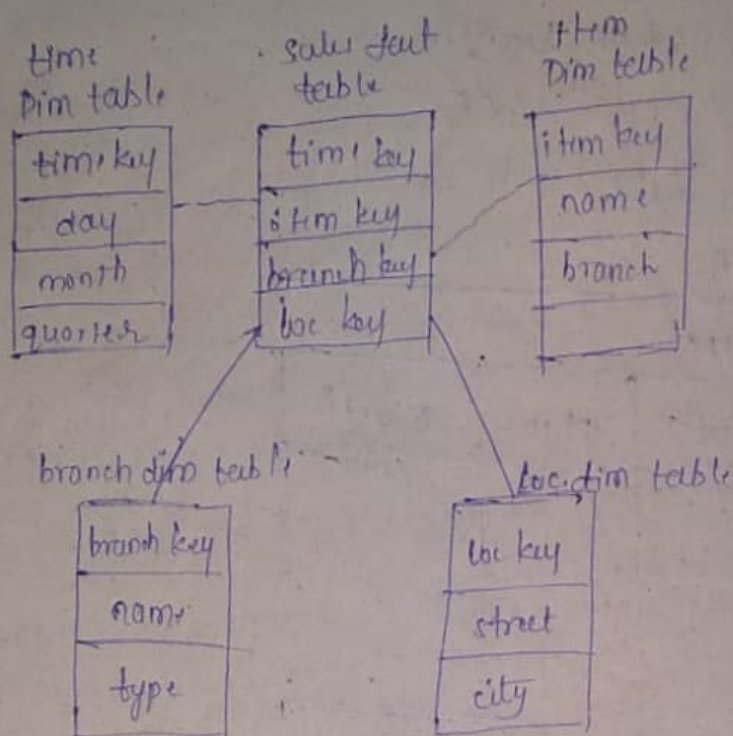 time
Dim table
time key
day
month
quarter
sales fact
table
time key
item key
branch key
loc key
item
Dim table
item key
name
branch
branch dim table
branch key
name
type
Loc. dim table
loc key
street
city